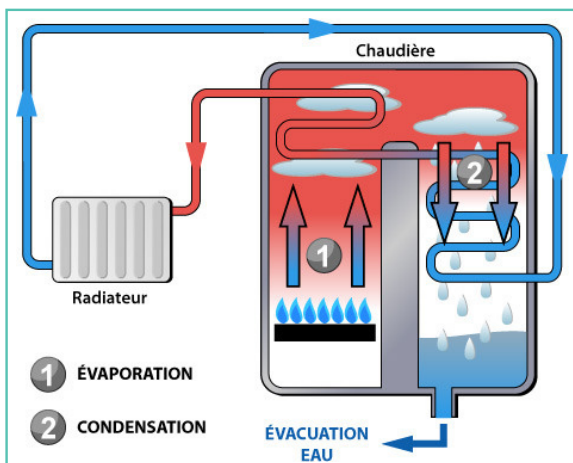 Chaudière
2
1
Radiateur
1 ÉVAPORATION
2 CONDENSATION
ÉVACUATION
EAU